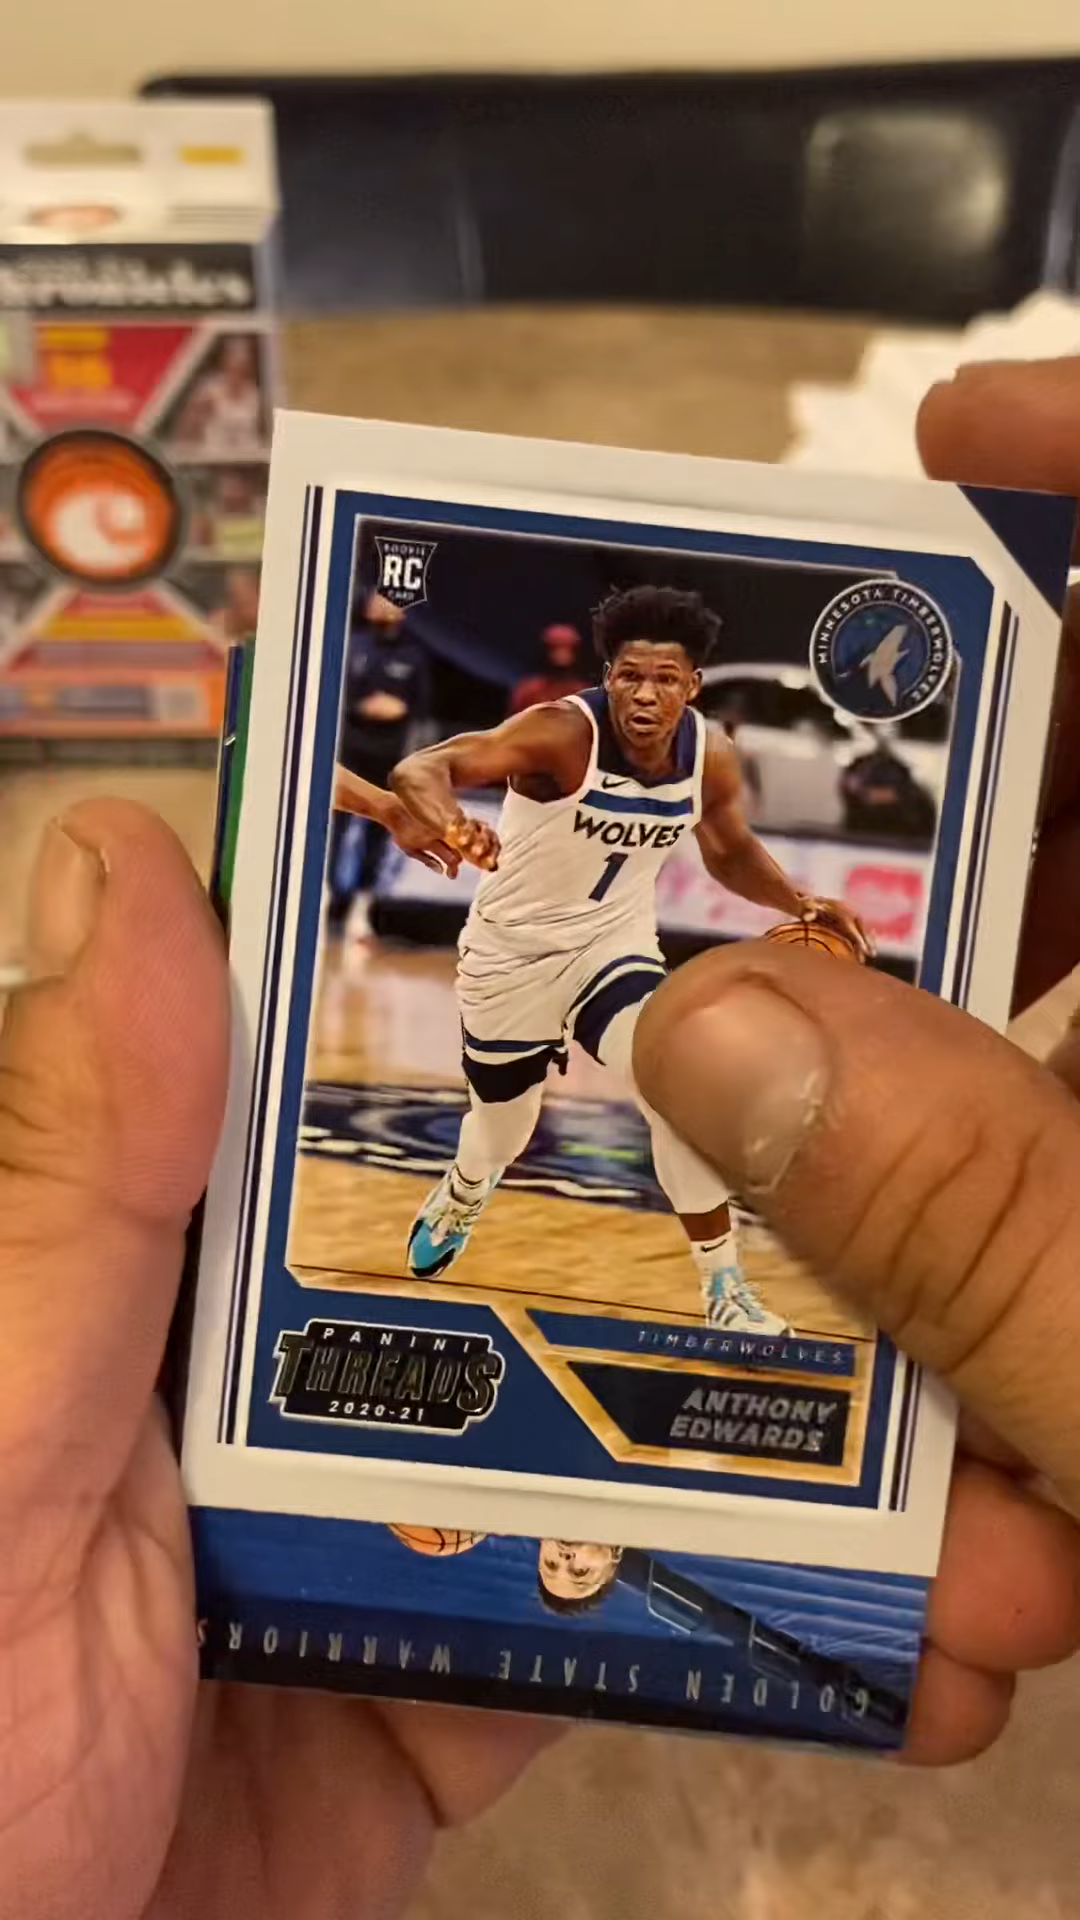 ROOKIE
RC
CARD
MINNESOTA TIMBERWOLVES
WOLVES
1
PANINI
THREADS
2020-21
TIMBERWOLVES
ANTHONY
EDWARDS
GOLDEN STATE WARRIORS